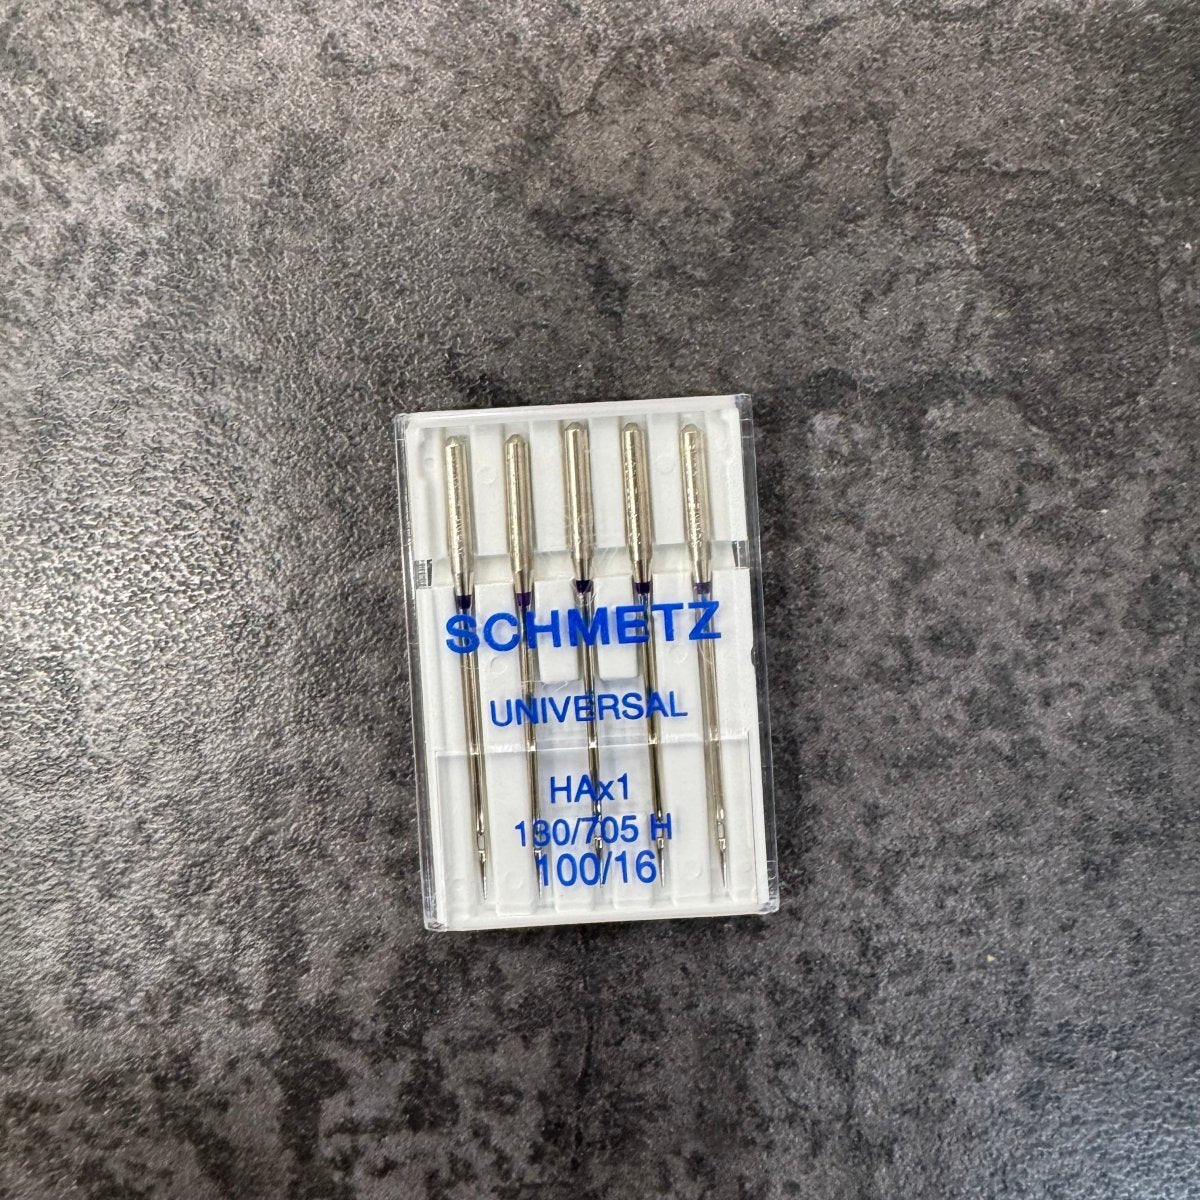 SCHMETZ
UNIVERSAL
HAx1
130/705 H
100/16